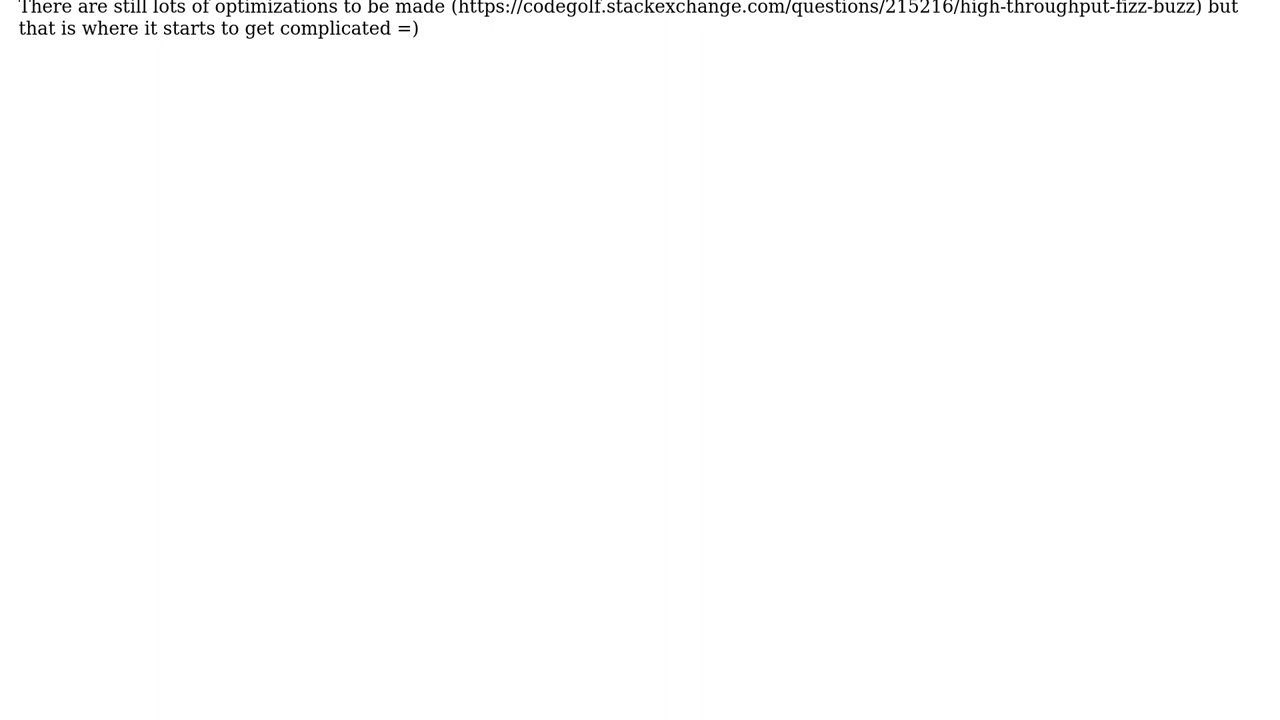 There are still lots of optimizations to be made (https://codegolf.stackexchange.com/questions/215216/high-throughput-fizz-buzz) but
that is where it starts to get complicated =)